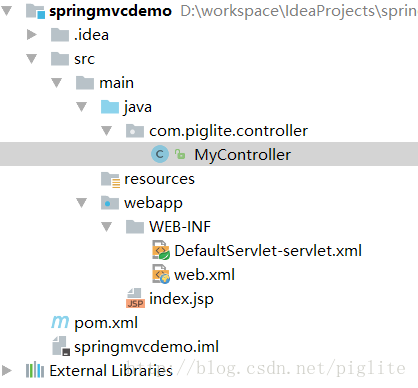 springmvcdemo D:\workspace\IdeaProjects\sprin
.idea
src
main
java
com.piglite.controller
C MyController
resources
webapp
WEB-INF
DefaultServlet-servlet.xml
web.xml
JSP index.jsp
m pom.xml
springmvcdemo.iml
http://blog.csdn.net/piglite
External Libraries